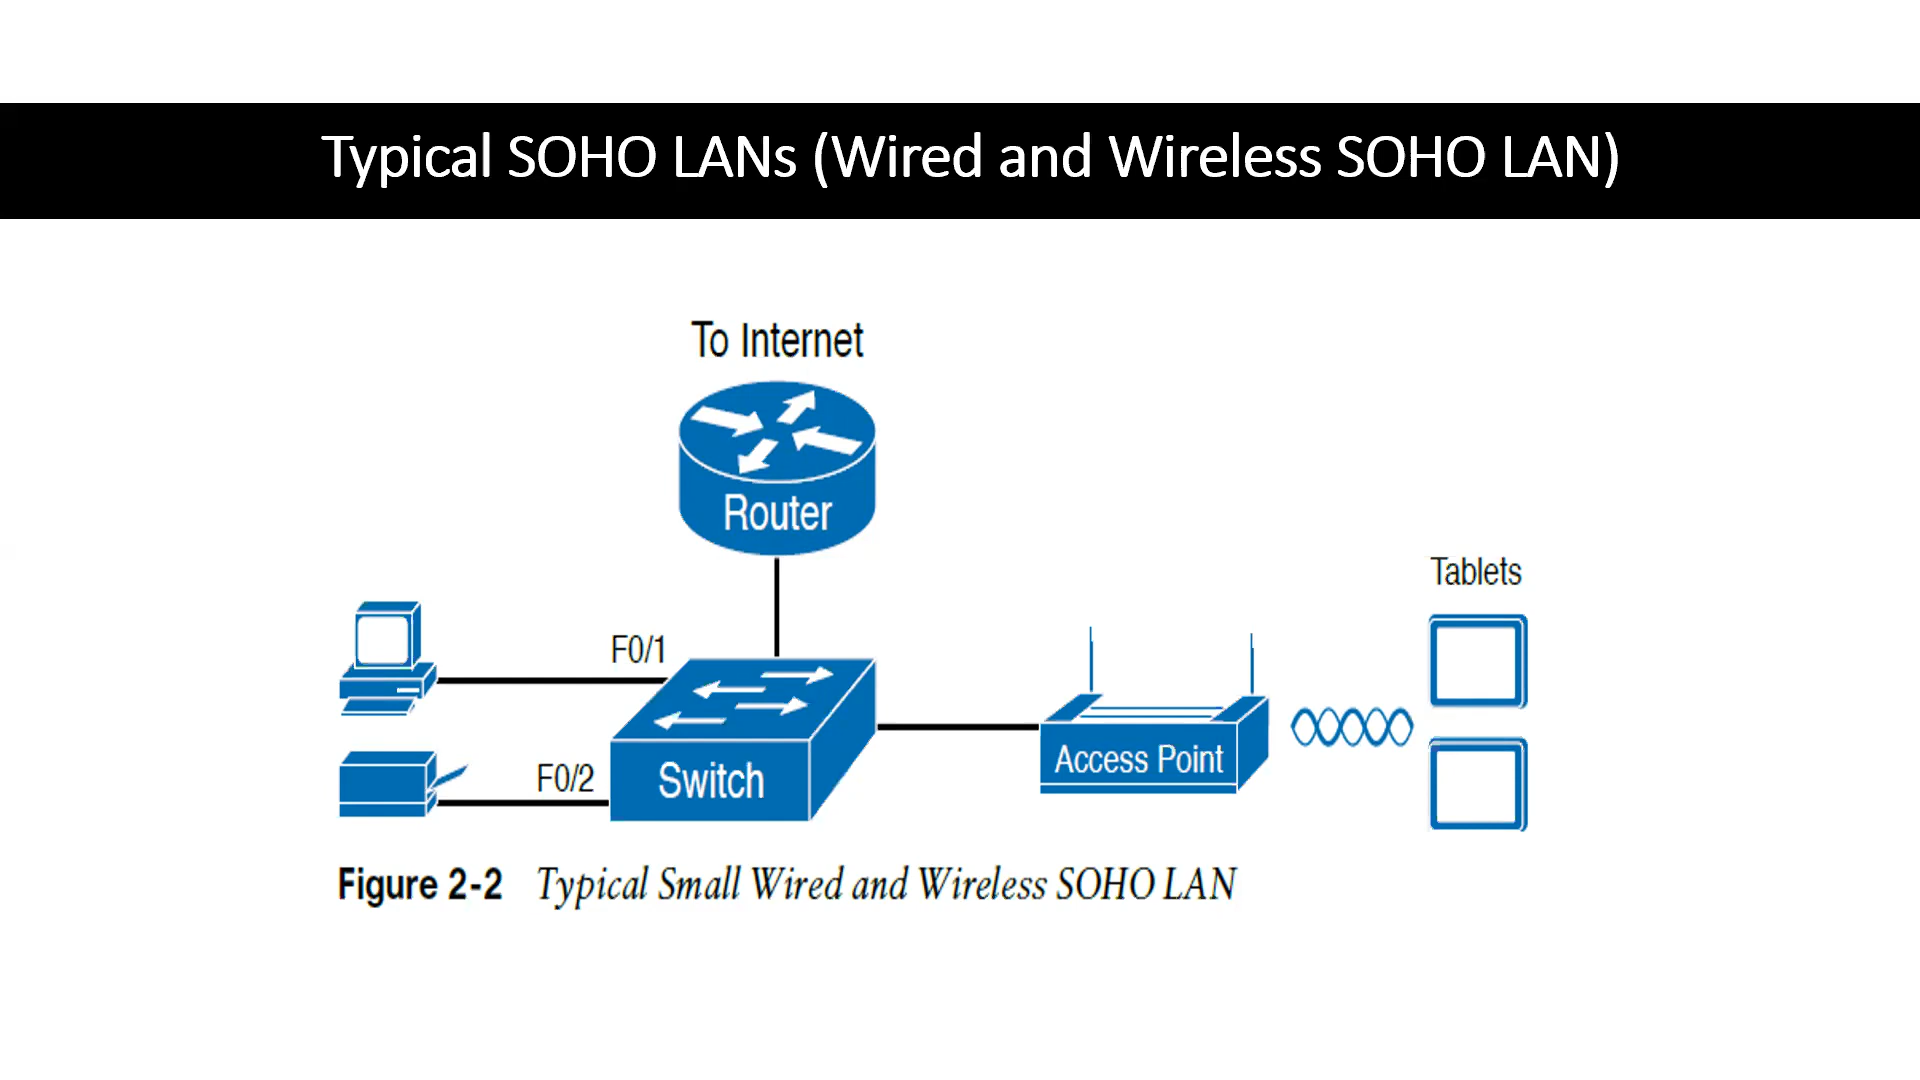 Typical SOHO LANs (Wired and Wireless SOHO LAN)
To Internet
Router
Tablets
F0/1
F0/2
Switch
Access Point
Figure 2-2 Typical Small Wired and Wireless SOHO LAN